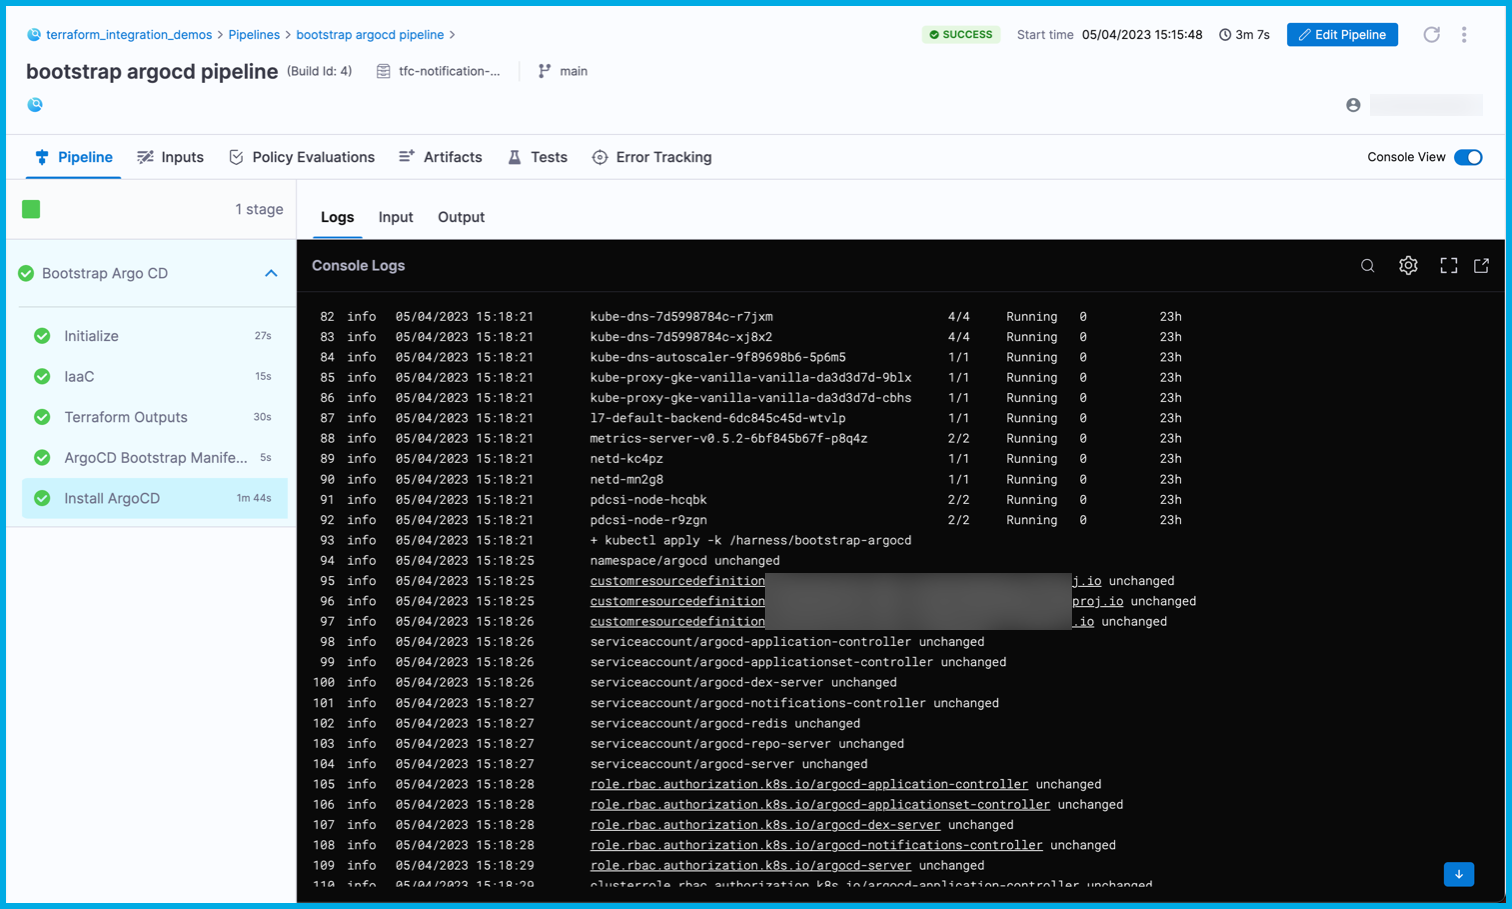 terraform_integration_demos > Pipelines > bootstrap argocd pipeline >
SUCCESS Start time 05/04/2023 15:15:48 3m 7s Edit Pipeline
bootstrap argocd pipeline (Build Id: 4) tfc-notification-... main
Pipeline Inputs Policy Evaluations Artifacts Tests Error Tracking Console View
1 stage
Logs Input Output
Bootstrap Argo CD
Initialize 27s
IaaC 15s
Terraform Outputs 30s
ArgoCD Bootstrap Manife... 5s
Install ArgoCD 1m 44s
Console Logs
82 info 05/04/2023 15:18:21 kube-dns-7d5998784c-r7jxm 4/4 Running 0 23h
83 info 05/04/2023 15:18:21 kube-dns-7d5998784c-xj8x2 4/4 Running 0 23h
84 info 05/04/2023 15:18:21 kube-dns-autoscaler-9f89698b6-5p6m5 1/1 Running 0 23h
85 info 05/04/2023 15:18:21 kube-proxy-gke-vanilla-vanilla-da3d3d7d-9blx 1/1 Running 0 23h
86 info 05/04/2023 15:18:21 kube-proxy-gke-vanilla-vanilla-da3d3d7d-cbhs 1/1 Running 0 23h
87 info 05/04/2023 15:18:21 l7-default-backend-6dc845c45d-wtvlp 1/1 Running 0 23h
88 info 05/04/2023 15:18:21 metrics-server-v0.5.2-6bf845b67f-p8q4z 2/2 Running 0 23h
89 info 05/04/2023 15:18:21 netd-kc4pz 1/1 Running 0 23h
90 info 05/04/2023 15:18:21 netd-mn2g8 1/1 Running 0 23h
91 info 05/04/2023 15:18:21 pdcsi-node-hcqbk 2/2 Running 0 23h
92 info 05/04/2023 15:18:21 pdcsi-node-r9zgn 2/2 Running 0 23h
93 info 05/04/2023 15:18:21 + kubectl apply -k /harness/bootstrap-argocd
94 info 05/04/2023 15:18:25 namespace/argocd unchanged
95 info 05/04/2023 15:18:25 customresourcedefinition j.io unchanged
96 info 05/04/2023 15:18:25 customresourcedefinition proj.io unchanged
97 info 05/04/2023 15:18:26 customresourcedefinition .io unchanged
98 info 05/04/2023 15:18:26 serviceaccount/argocd-application-controller unchanged
99 info 05/04/2023 15:18:26 serviceaccount/argocd-applicationset-controller unchanged
100 info 05/04/2023 15:18:26 serviceaccount/argocd-dex-server unchanged
101 info 05/04/2023 15:18:27 serviceaccount/argocd-notifications-controller unchanged
102 info 05/04/2023 15:18:27 serviceaccount/argocd-redis unchanged
103 info 05/04/2023 15:18:27 serviceaccount/argocd-repo-server unchanged
104 info 05/04/2023 15:18:27 serviceaccount/argocd-server unchanged
105 info 05/04/2023 15:18:28 role.rbac.authorization.k8s.io/argocd-application-controller unchanged
106 info 05/04/2023 15:18:28 role.rbac.authorization.k8s.io/argocd-applicationset-controller unchanged
107 info 05/04/2023 15:18:28 role.rbac.authorization.k8s.io/argocd-dex-server unchanged
108 info 05/04/2023 15:18:28 role.rbac.authorization.k8s.io/argocd-notifications-controller unchanged
109 info 05/04/2023 15:18:29 role.rbac.authorization.k8s.io/argocd-server unchanged
110 info 05/04/2023 15:18:29 clusterrole.rbac.authorization.k8s.io/argocd-application-controller unchanged